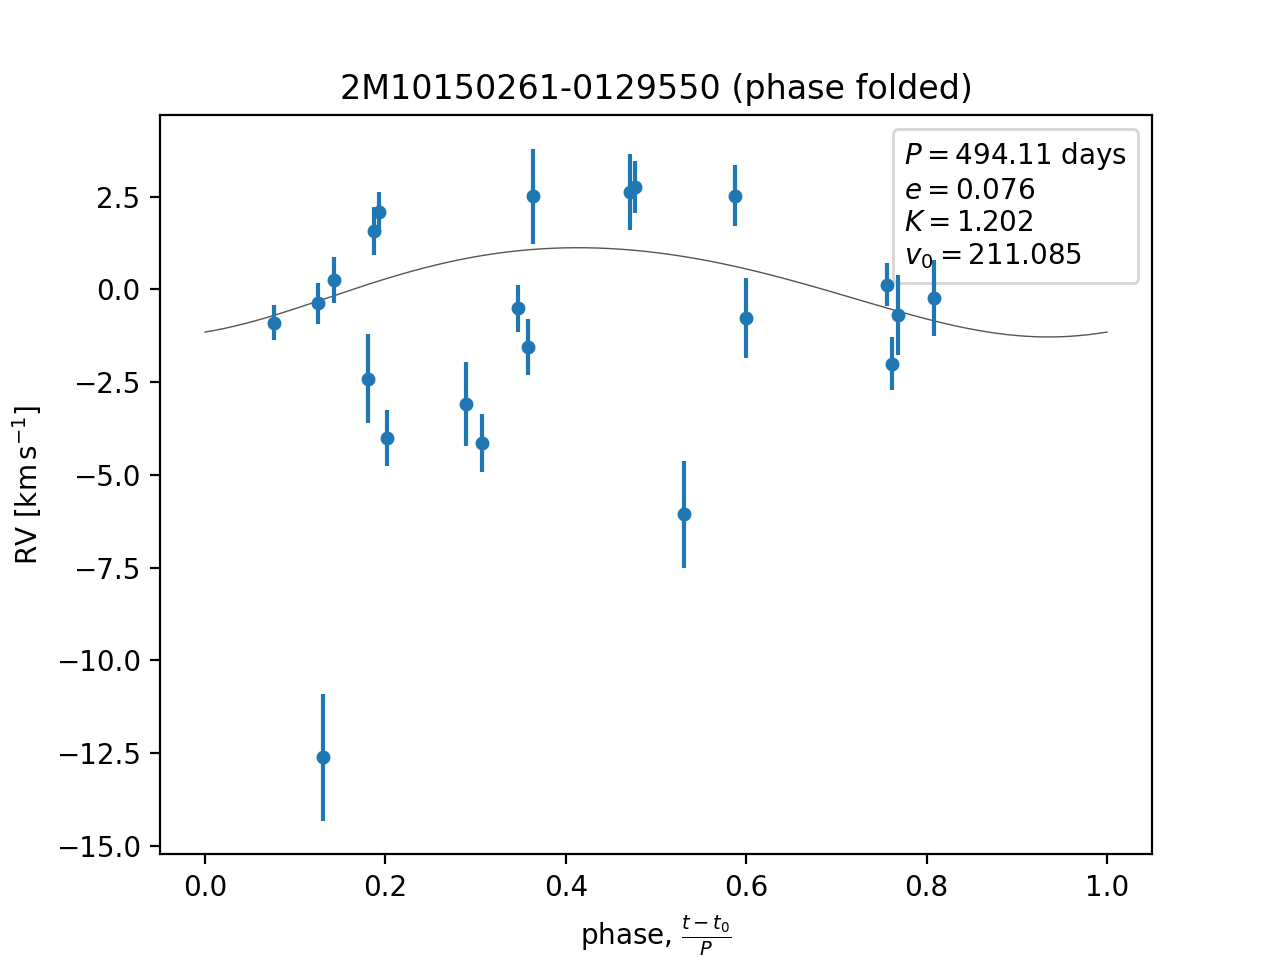 2M10150261-0129550 (phase folded)
P = 494.11 days
e = 0.076
K = 1.202
v₀ = 211.085
2.5
0.0
−2.5
−5.0
−7.5
−10.0
−12.5
−15.0
RV [km s⁻¹]
0.0 0.2 0.4 0.6 0.8 1.0
phase, (t − t₀)/P